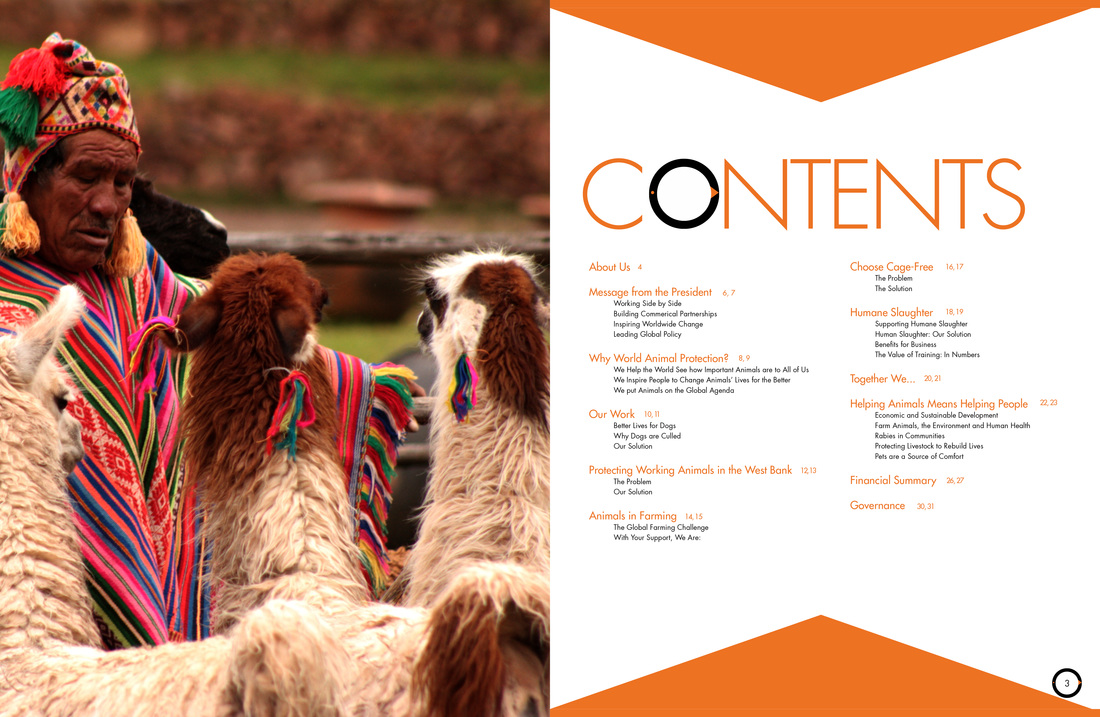 CONTENTS
About Us 4
Message from the President 6, 7
Working Side by Side
Building Commerical Partnerships
Inspiring Worldwide Change
Leading Global Policy
Why World Animal Protection? 8, 9
We Help the World See how Important Animals are to All of Us
We Inspire People to Change Animals' Lives for the Better
We put Animals on the Global Agenda
Our Work 10, 11
Better Lives for Dogs
Why Dogs are Culled
Our Solution
Protecting Working Animals in the West Bank 12,13
The Problem
Our Solution
Animals in Farming 14, 15
The Global Farming Challenge
With Your Support, We Are:
Choose Cage-Free 16, 17
The Problem
The Solution
Humane Slaughter 18, 19
Supporting Humane Slaughter
Human Slaughter: Our Solution
Benefits for Business
The Value of Training: In Numbers
Together We... 20, 21
Helping Animals Means Helping People 22, 23
Economic and Sustainable Development
Farm Animals, the Environment and Human Health
Rabies in Communities
Protecting Livestock to Rebuild Lives
Pets are a Source of Comfort
Financial Summary 26, 27
Governance 30, 31
3